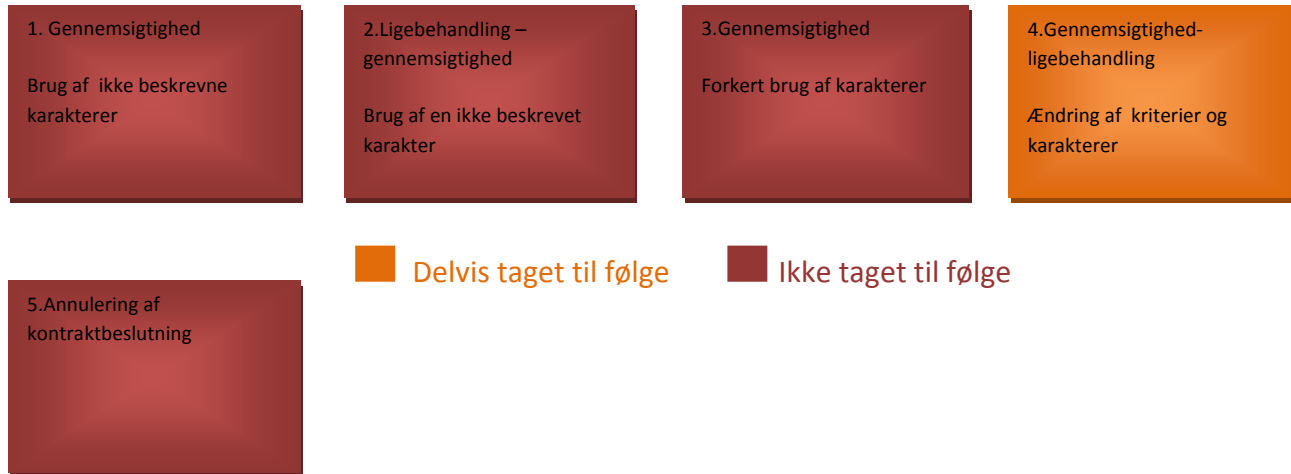 1. Gennemsigtighed
Brug af ikke beskrevne
karakterer
2.Ligebehandling –
gennemsigtighed
Brug af en ikke beskrevet
karakter
3.Gennemsigtighed
Forkert brug af karakterer
4.Gennemsigtighed-
ligebehandling
Ændring af kriterier og
karakterer
Delvis taget til følge
Ikke taget til følge
5.Annulering af
kontraktbeslutning